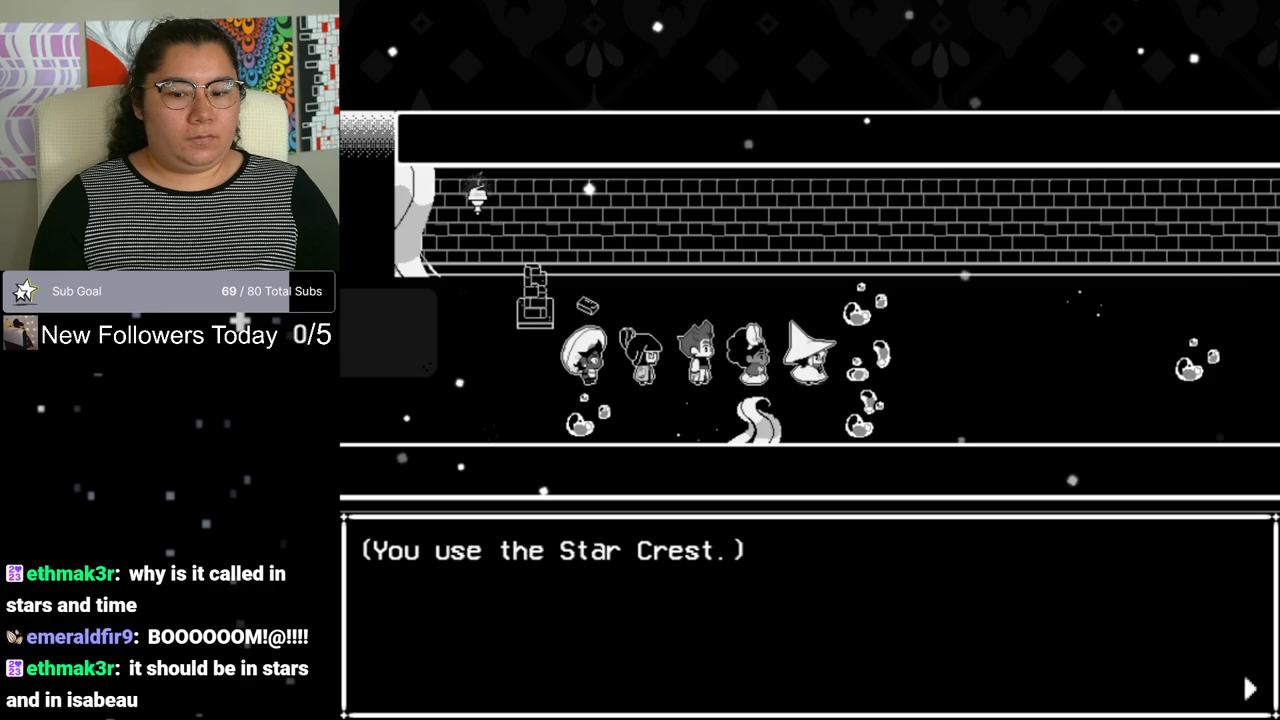 Sub Goal
69 / 80 Total Subs
New Followers Today
0/5
ethmak3r: why is it called in
stars and time
emeraldfir9: BOOOOOOM!@!!!!
ethmak3r: it should be in stars
and in isabeau
(You use the Star Crest.)